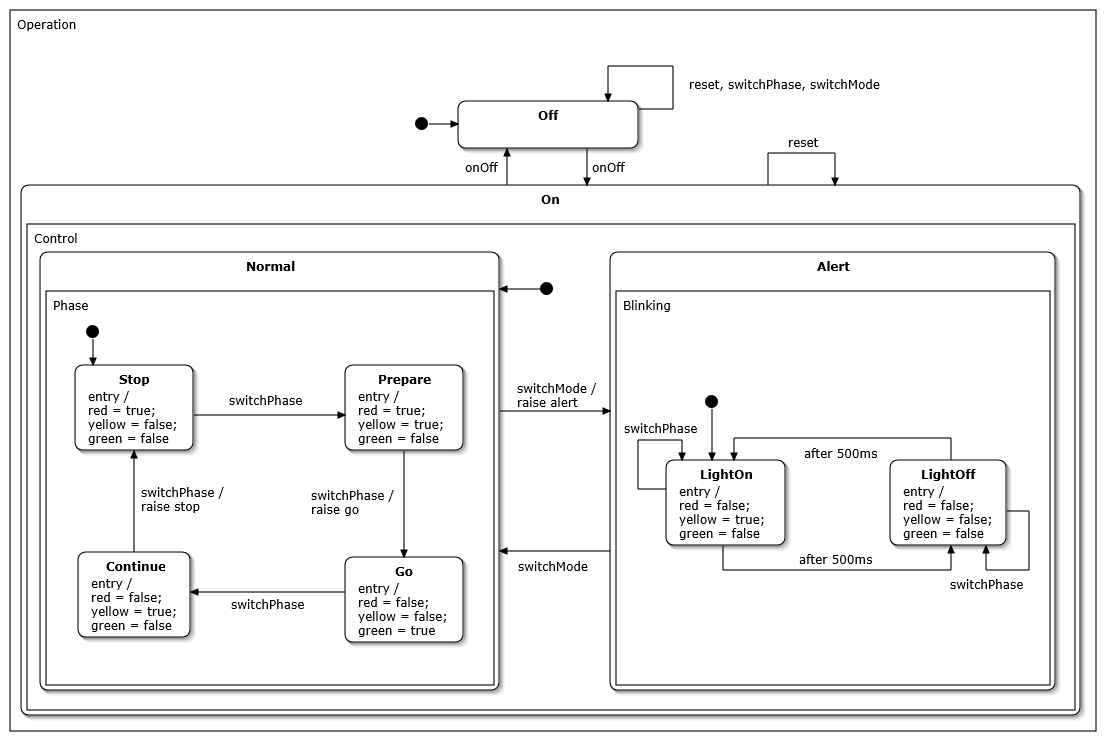 Operation
reset, switchPhase, switchMode
Off
onOff
onOff
reset
On
Control
Normal
Alert
Phase
Blinking
Stop
entry /
red = true;
yellow = false;
green = false
switchPhase
Prepare
entry /
red = true;
yellow = true;
green = false
switchMode /
raise alert
switchPhase
after 500ms
LightOn
entry /
red = false;
yellow = true;
green = false
LightOff
entry /
red = false;
yellow = false;
green = false
switchPhase /
raise stop
switchPhase /
raise go
after 500ms
switchMode
switchPhase
Continue
entry /
red = false;
yellow = true;
green = false
switchPhase
Go
entry /
red = false;
yellow = false;
green = true